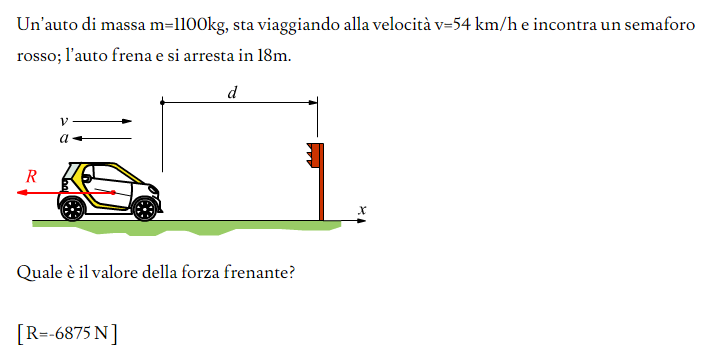 Un'auto di massa m=1100kg, sta viaggiando alla velocità v=54 km/h e incontra un semaforo
rosso; l'auto frena e si arresta in 18m.
d
v
a
R
x
Quale è il valore della forza frenante?
[R=-6875 N]